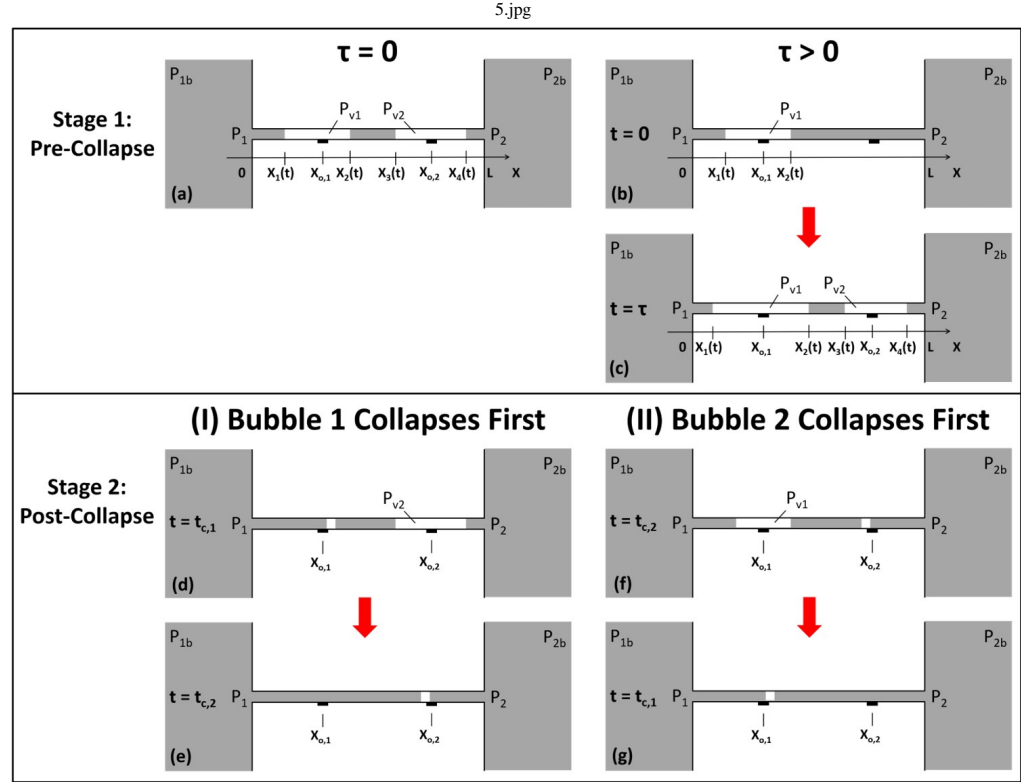 5.jpg
τ = 0
τ > 0
Stage 1:
Pre-Collapse
P1b
P2b
Pv1
Pv2
P1
P2
0
X1(t)
Xo,1
X2(t)
X3(t)
Xo,2
X4(t)
L
X
(a)
P1b
P2b
Pv1
t = 0
P1
P2
0
X1(t)
Xo,1
X2(t)
L
X
(b)
P1b
P2b
Pv1
Pv2
t = τ
P1
P2
0
X1(t)
Xo,1
X2(t)
X3(t)
Xo,2
X4(t)
L
X
(c)
Stage 2:
Post-Collapse
(I) Bubble 1 Collapses First
(II) Bubble 2 Collapses First
P1b
P2b
Pv2
t = tc,1
P1
P2
Xo,1
Xo,2
(d)
P1b
P2b
Pv1
t = tc,2
P1
P2
Xo,1
Xo,2
(f)
P1b
P2b
t = tc,2
P1
P2
Xo,1
Xo,2
(e)
P1b
P2b
t = tc,1
P1
P2
Xo,1
Xo,2
(g)